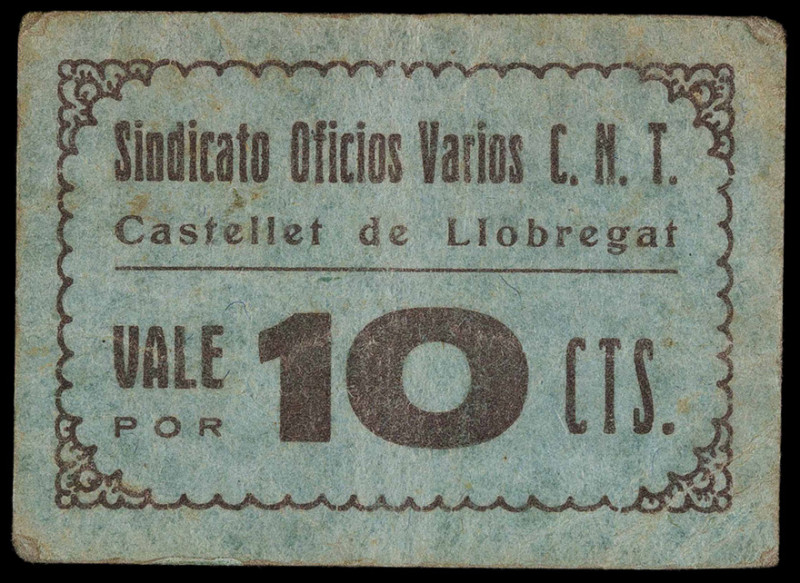 Sindicato Oficios Varios C. N. T.
Castellet de Llobregat
VALE POR 10 CTS.